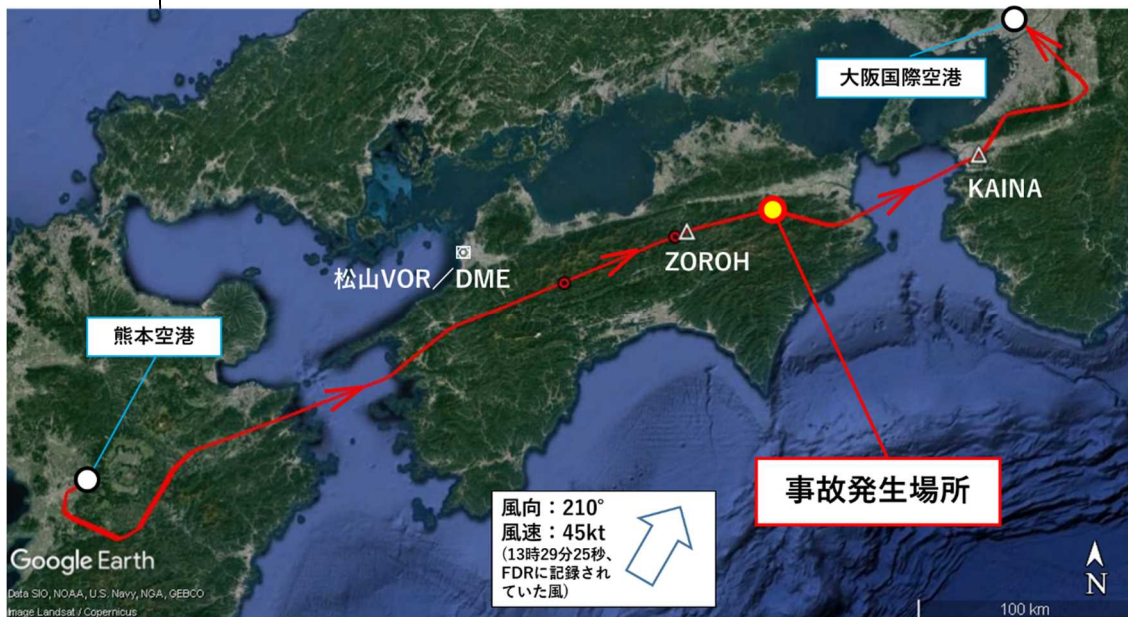 大阪国際空港
KAINA
ZOROH
松山VOR／DME
熊本空港
事故発生場所
風向：210°
風速：45kt
(13時29分25秒、
FDRに記録され
ていた風)
Google Earth
Data SIO, NOAA, U.S. Navy, NGA, GEBCO
Image Landsat / Copernicus
N
100 km